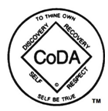 TO THINE OWN
DISCOVERY
RECOVERY
CoDA
SELF
RESPECT
SELF BE TRUE
TM